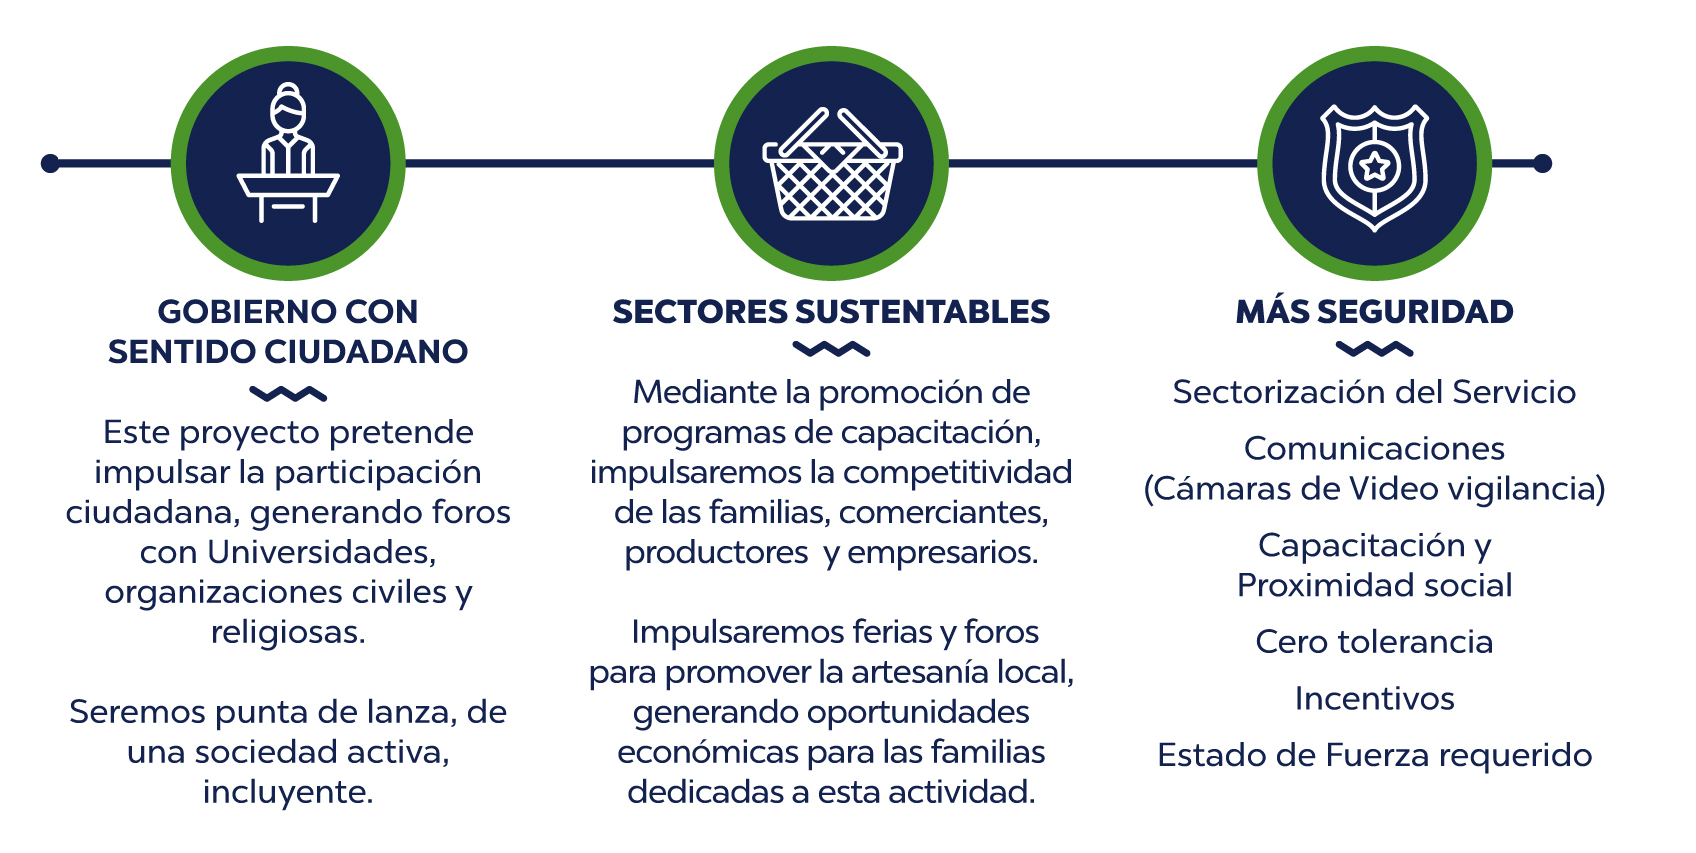 GOBIERNO CON
SENTIDO CIUDADANO
Este proyecto pretende
impulsar la participación
ciudadana, generando foros
con Universidades,
organizaciones civiles y
religiosas.
Seremos punta de lanza, de
una sociedad activa,
incluyente.
SECTORES SUSTENTABLES
Mediante la promoción de
programas de capacitación,
impulsaremos la competitividad
de las familias, comerciantes,
productores  y empresarios.
Impulsaremos ferias y foros
para promover la artesanía local,
generando oportunidades
económicas para las familias
dedicadas a esta actividad.
MÁS SEGURIDAD
Sectorización del Servicio
Comunicaciones
(Cámaras de Video vigilancia)
Capacitación y
Proximidad social
Cero tolerancia
Incentivos
Estado de Fuerza requerido